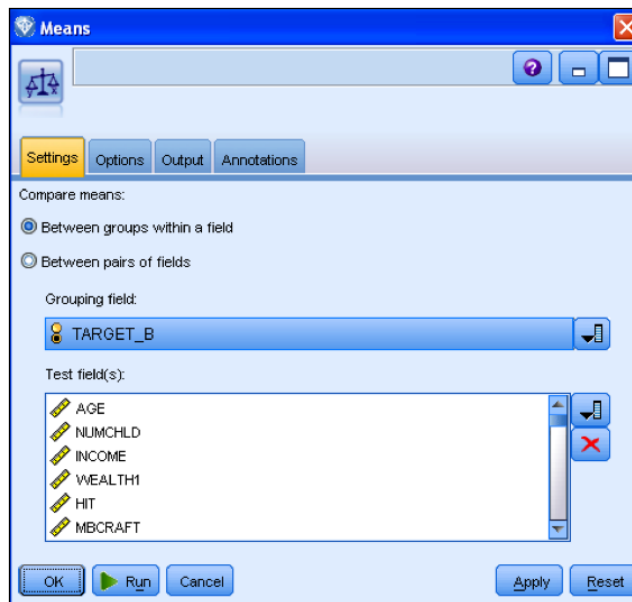 Means
Settings Options Output Annotations
Compare means:
Between groups within a field
Between pairs of fields
Grouping field:
TARGET_B
Test field(s):
AGE
NUMCHLD
INCOME
WEALTH1
HIT
MBCRAFT
OK Run Cancel Apply Reset